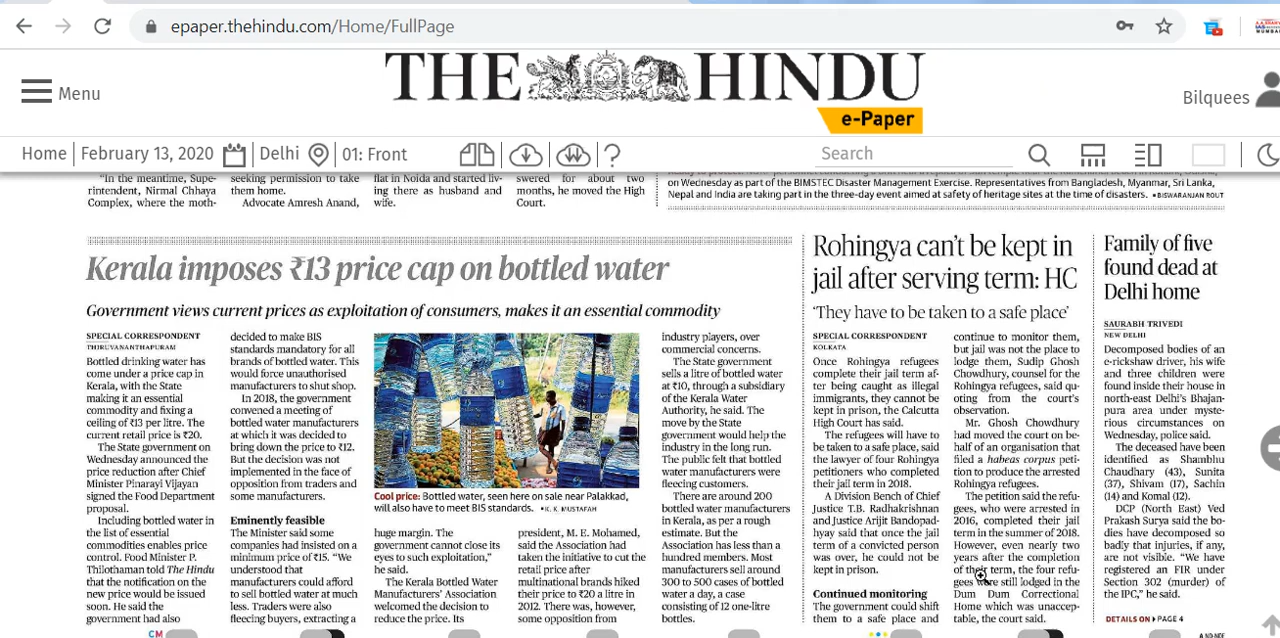 epaper.thehindu.com/Home/FullPage
Menu
THE HINDU
e-Paper
Bilquees
Home
February 13, 2020
Delhi
01: Front
?
Search
"In the meantime, Supe-
rintendent, Nirmal Chhaya
Complex, where the moth-
seeking permission to take
them home.
Advocate Amresh Anand,
flat in Noida and started liv-
ing there as husband and
wife.
swered for about two
months, he moved the High
Court.
on Wednesday as part of the BIMSTEC Disaster Management Exercise. Representatives from Bangladesh, Myanmar, Sri Lanka,
Nepal and India are taking part in the three-day event aimed at safety of heritage sites at the time of disasters. • BISWARANJAN ROUT
Kerala imposes ₹13 price cap on bottled water
Government views current prices as exploitation of consumers, makes it an essential commodity
SPECIAL CORRESPONDENT
THIRUVANANTHAPURAM
Bottled drinking water has
come under a price cap in
Kerala, with the State
making it an essential
commodity and fixing a
ceiling of ₹13 per litre. The
current retail price is ₹20.
The State government on
Wednesday announced the
price reduction after Chief
Minister Pinarayi Vijayan
signed the Food Department
proposal.
Including bottled water in
the list of essential
commodities enables price
control. Food Minister P.
Thilothaman told The Hindu
that the notification on the
new price would be issued
soon. He said the
government had also
decided to make BIS
standards mandatory for all
brands of bottled water. This
would force unauthorised
manufacturers to shut shop.
In 2018, the government
convened a meeting of
bottled water manufacturers
at which it was decided to
bring down the price to ₹12.
But the decision was not
implemented in the face of
opposition from traders and
some manufacturers.
Eminently feasible
The Minister said some
companies had insisted on a
minimum price of ₹15. "We
understood that
manufacturers could afford
to sell bottled water at much
less. Traders were also
fleecing buyers, extracting a
Cool price: Bottled water, seen here on sale near Palakkad,
will also have to meet BIS standards. • K. K. MUSTAFAH
huge margin. The
government cannot close its
eyes to such exploitation,"
he said.
The Kerala Bottled Water
Manufacturers' Association
welcomed the decision to
reduce the price. Its
president, M. E. Mohamed,
said the Association had
taken the initiative to cut the
retail price after
multinational brands hiked
their price to ₹20 a litre in
2012. There was, however,
some opposition from
industry players, over
commercial concerns.
The State government
sells a litre of bottled water
at ₹10, through a subsidiary
of the Kerala Water
Authority, he said. The
move by the State
government would help the
industry in the long run.
The public felt that bottled
water manufacturers were
fleecing customers.
There are around 200
bottled water manufacturers
in Kerala, as per a rough
estimate. But the
Association has less than a
hundred members. Most
manufacturers sell around
300 to 500 cases of bottled
water a day, a case
consisting of 12 one-litre
bottles.
Rohingya can't be kept in
jail after serving term: HC
'They have to be taken to a safe place'
SPECIAL CORRESPONDENT
KOLKATA
Once Rohingya refugees
complete their jail term af-
ter being caught as illegal
immigrants, they cannot be
kept in prison, the Calcutta
High Court has said.
The refugees will have to
be taken to a safe place, said
the lawyer of four Rohingya
petitioners who completed
their jail term in 2018.
A Division Bench of Chief
Justice T.B. Radhakrishnan
and Justice Arijit Bandopad-
hyay said that once the jail
term of a convicted person
was over, he could not be
kept in prison.
Continued monitoring
The government could shift
them to a safe place and
continue to monitor them,
but jail was not the place to
lodge them, Sudip Ghosh
Chowdhury, counsel for the
Rohingya refugees, said qu-
oting from the court's
observation.
Mr. Ghosh Chowdhury
had moved the court on be-
half of an organisation that
filed a habeas corpus peti-
tion to produce the arrested
Rohingya refugees.
The petition said the refu-
gees, who were arrested in
2016, completed their jail
term in the summer of 2018.
However, even nearly two
years after the completion
of their term, the four refu-
gees were still lodged in the
Dum Dum Correctional
Home which was unaccep-
table, the court said.
Family of five
found dead at
Delhi home
SAURABH TRIVEDI
NEW DELHI
Decomposed bodies of an
e-rickshaw driver, his wife
and three children were
found inside their house in
north-east Delhi's Bhajan-
pura area under myste-
rious circumstances on
Wednesday, police said.
The deceased have been
identified as Shambhu
Chaudhary (43), Sunita
(37), Shivam (17), Sachin
(14) and Komal (12).
DCP (North East) Ved
Prakash Surya said the bo-
dies have decomposed so
badly that injuries, if any,
are not visible. "We have
registered an FIR under
Section 302 (murder) of
the IPC," he said.
DETAILS ON ▸ PAGE 4
CM